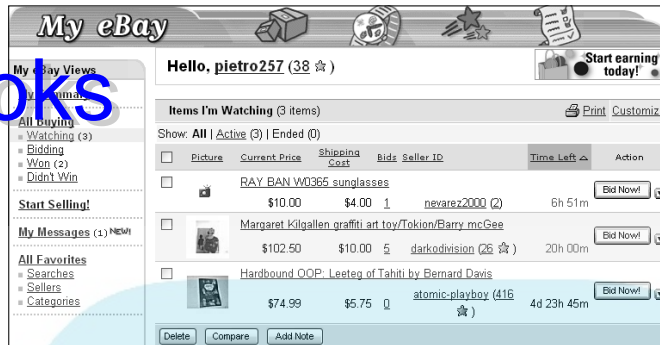 My eBay
Hello, pietro257 (38)
Start earning
today!
My eBay Views
My Summary
oks
All Buying
Watching (3)
Bidding
Won (2)
Didn't Win
Start Selling!
My Messages (1) NEW!
All Favorites
Searches
Sellers
Categories
Items I'm Watching (3 items)
Print Customiz
Show: All | Active (3) | Ended (0)
Picture Current Price Shipping Cost Bids Seller ID Time Left Action
RAY BAN W0365 sunglasses
$10.00 $4.00 1 nevarez2000 (2) 6h 51m Bid Now!
Margaret Kilgallen graffiti art toy/Tokion/Barry mcGee
$102.50 $10.00 5 darkodivision (26) 20h 00m Bid Now!
Hardbound OOP: Leeteg of Tahiti by Bernard Davis
$74.99 $5.75 0 atomic-playboy (416) 4d 23h 45m Bid Now!
Delete Compare Add Note